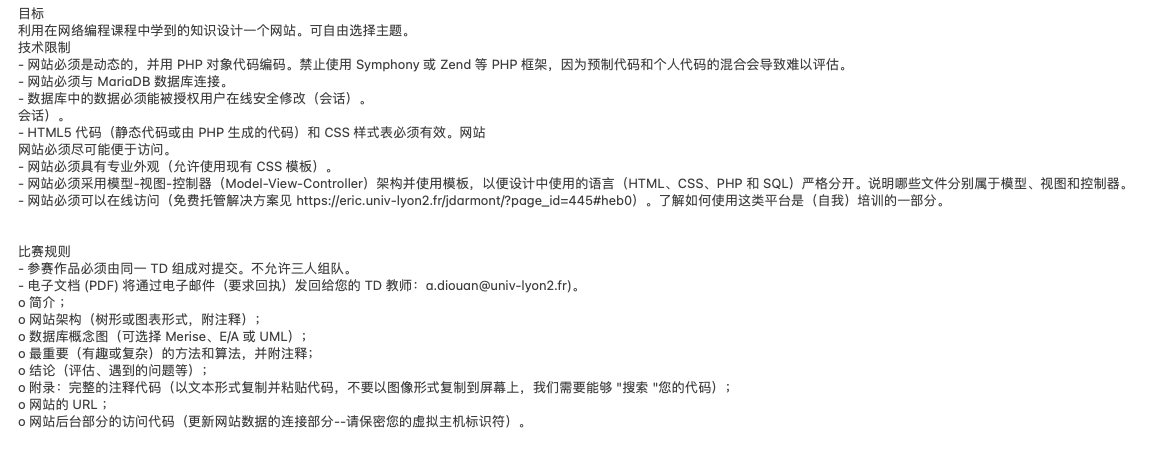 目标
利用在网络编程课程中学到的知识设计一个网站。可自由选择主题。
技术限制
- 网站必须是动态的，并用 PHP 对象代码编码。禁止使用 Symphony 或 Zend 等 PHP 框架，因为预制代码和个人代码的混合会导致难以评估。
- 网站必须与 MariaDB 数据库连接。
- 数据库中的数据必须能被授权用户在线安全修改（会话）。
会话）。
- HTML5 代码（静态代码或由 PHP 生成的代码）和 CSS 样式表必须有效。网站
网站必须尽可能便于访问。
- 网站必须具有专业外观（允许使用现有 CSS 模板）。
- 网站必须采用模型-视图-控制器（Model-View-Controller）架构并使用模板，以便设计中使用的语言（HTML、CSS、PHP 和 SQL）严格分开。说明哪些文件分别属于模型、视图和控制器。
- 网站必须可以在线访问（免费托管解决方案见 https://eric.univ-lyon2.fr/jdarmont/?page_id=445#heb0）。了解如何使用这类平台是（自我）培训的一部分。
比赛规则
- 参赛作品必须由同一 TD 组成对提交。不允许三人组队。
- 电子文档 (PDF) 将通过电子邮件（要求回执）发回给您的 TD 教师：a.diouan@univ-lyon2.fr)。
o 简介；
o 网站架构（树形或图表形式，附注释）；
o 数据库概念图（可选择 Merise、E/A 或 UML）；
o 最重要（有趣或复杂）的方法和算法，并附注释；
o 结论（评估、遇到的问题等）；
o 附录：完整的注释代码（以文本形式复制并粘贴代码，不要以图像形式复制到屏幕上，我们需要能够 "搜索 "您的代码）；
o 网站的 URL；
o 网站后台部分的访问代码（更新网站数据的连接部分--请保密您的虚拟主机标识符）。